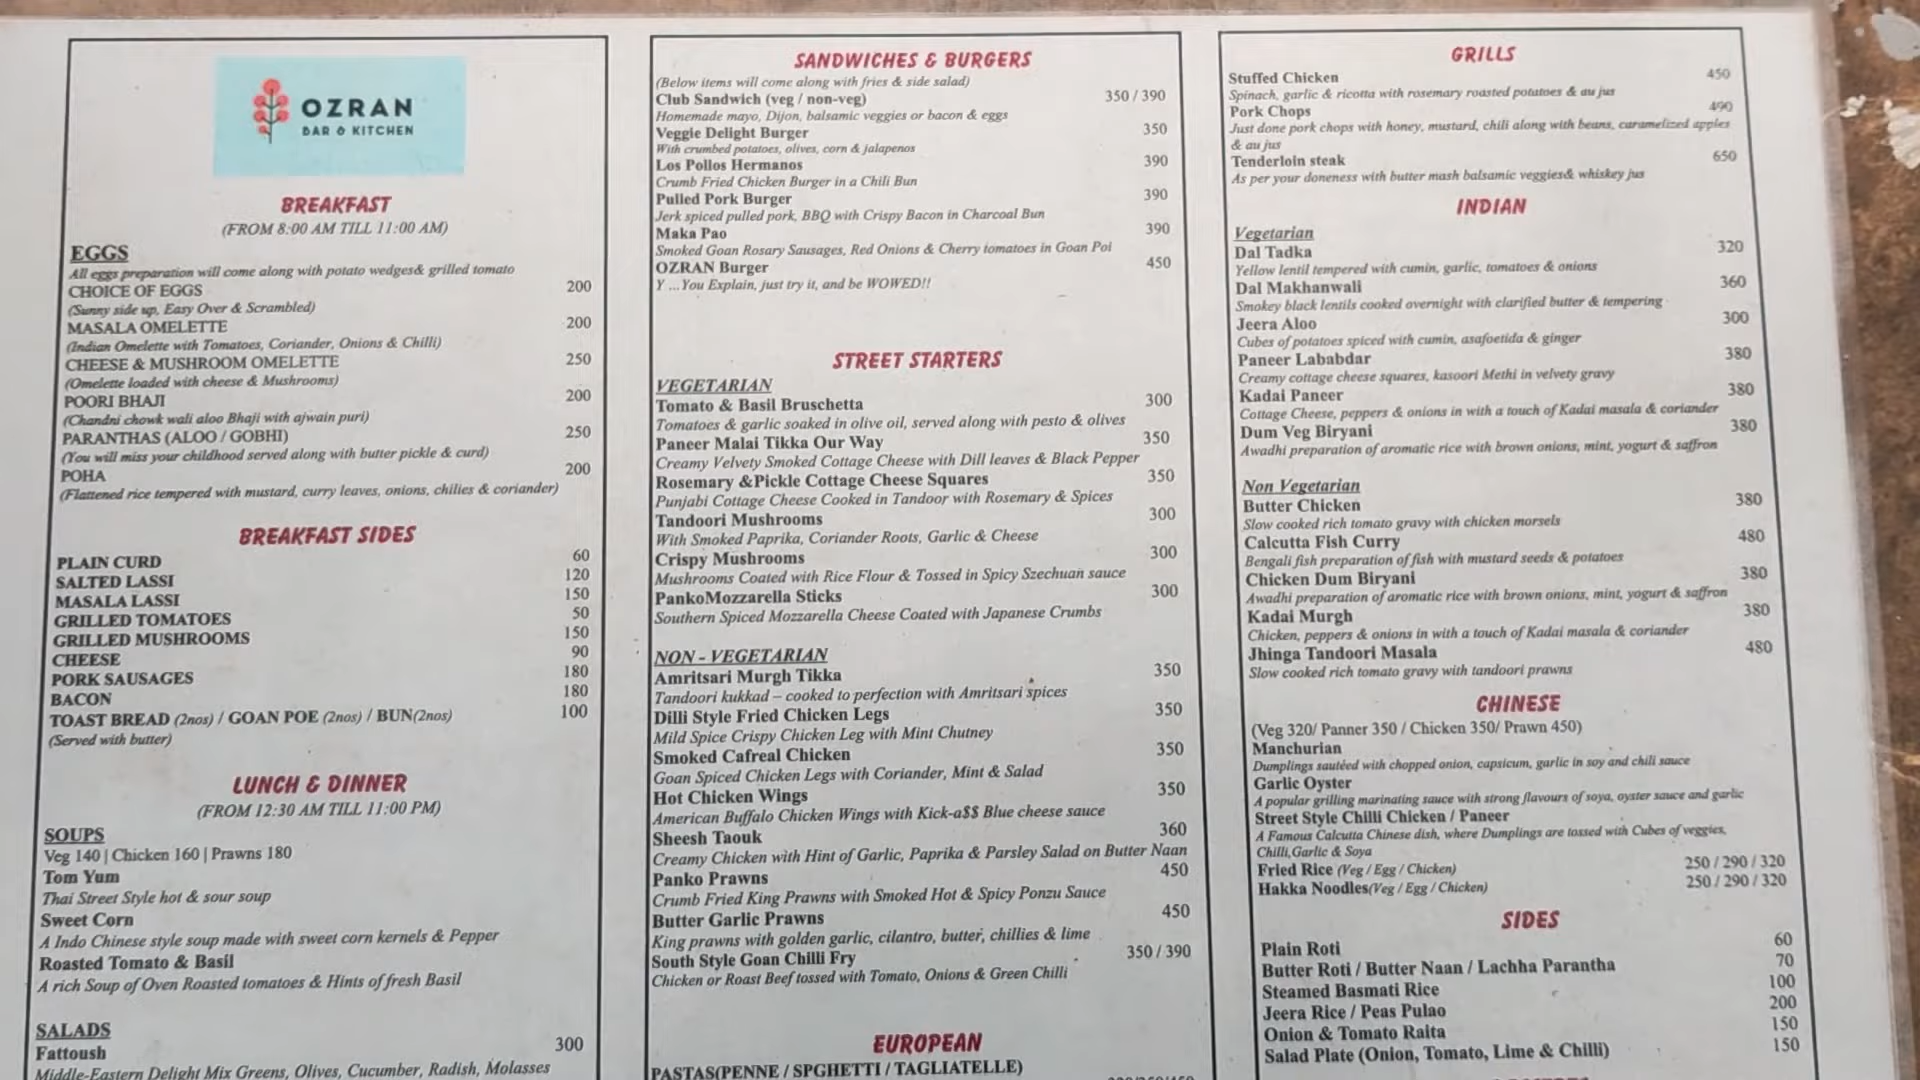 OZRAN
BAR & KITCHEN
BREAKFAST
(FROM 8:00 AM TILL 11:00 AM)
EGGS
All eggs preparation will come along with potato wedges& grilled tomato
CHOICE OF EGGS 200
(Sunny side up, Easy Over & Scrambled)
MASALA OMELETTE 200
(Indian Omelette with Tomatoes, Coriander, Onions & Chilli)
CHEESE & MUSHROOM OMELETTE 250
(Omelette loaded with cheese & Mushrooms)
POORI BHAJI 200
(Chandni chowk wali aloo Bhaji with ajwain puri)
PARANTHAS (ALOO / GOBHI) 250
(You will miss your childhood served along with butter pickle & curd)
POHA 200
(Flattened rice tempered with mustard, curry leaves, onions, chilies & coriander)
BREAKFAST SIDES
PLAIN CURD 60
SALTED LASSI 120
MASALA LASSI 150
GRILLED TOMATOES 50
GRILLED MUSHROOMS 150
CHEESE 90
PORK SAUSAGES 180
BACON 180
TOAST BREAD (2nos) / GOAN POE (2nos) / BUN(2nos) 100
(Served with butter)
LUNCH & DINNER
(FROM 12:30 AM TILL 11:00 PM)
SOUPS
Veg 140 | Chicken 160 | Prawns 180
Tom Yum
Thai Street Style hot & sour soup
Sweet Corn
A Indo Chinese style soup made with sweet corn kernels & Pepper
Roasted Tomato & Basil
A rich Soup of Oven Roasted tomatoes & Hints of fresh Basil
SALADS
Fattoush 300
Middle-Eastern Delight Mix Greens, Olives, Cucumber, Radish, Molasses
SANDWICHES & BURGERS
(Below items will come along with fries & side salad)
Club Sandwich (veg / non-veg) 350 / 390
Homemade mayo, Dijon, balsamic veggies or bacon & eggs
Veggie Delight Burger 350
With crumbed potatoes, olives, corn & jalapenos
Los Pollos Hermanos 390
Crumb Fried Chicken Burger in a Chili Bun
Pulled Pork Burger 390
Jerk spiced pulled pork, BBQ with Crispy Bacon in Charcoal Bun
Maka Pao 390
Smoked Goan Rosary Sausages, Red Onions & Cherry tomatoes in Goan Poi
OZRAN Burger 450
Y ...You Explain, just try it, and be WOWED!!
STREET STARTERS
VEGETARIAN
Tomato & Basil Bruschetta 300
Tomatoes & garlic soaked in olive oil, served along with pesto & olives
Paneer Malai Tikka Our Way 350
Creamy Velvety Smoked Cottage Cheese with Dill leaves & Black Pepper
Rosemary &Pickle Cottage Cheese Squares 350
Punjabi Cottage Cheese Cooked in Tandoor with Rosemary & Spices
Tandoori Mushrooms 300
With Smoked Paprika, Coriander Roots, Garlic & Cheese
Crispy Mushrooms 300
Mushrooms Coated with Rice Flour & Tossed in Spicy Szechuan sauce
PankoMozzarella Sticks 300
Southern Spiced Mozzarella Cheese Coated with Japanese Crumbs
NON - VEGETARIAN
Amritsari Murgh Tikka 350
Tandoori kukkad – cooked to perfection with Amritsari spices
Dilli Style Fried Chicken Legs 350
Mild Spice Crispy Chicken Leg with Mint Chutney
Smoked Cafreal Chicken 350
Goan Spiced Chicken Legs with Coriander, Mint & Salad
Hot Chicken Wings 350
American Buffalo Chicken Wings with Kick-a$$ Blue cheese sauce
Sheesh Taouk 360
Creamy Chicken with Hint of Garlic, Paprika & Parsley Salad on Butter Naan
Panko Prawns 450
Crumb Fried King Prawns with Smoked Hot & Spicy Ponzu Sauce
Butter Garlic Prawns 450
King prawns with golden garlic, cilantro, butter, chillies & lime
South Style Goan Chilli Fry 350 / 390
Chicken or Roast Beef tossed with Tomato, Onions & Green Chilli
EUROPEAN
PASTAS(PENNE / SPGHETTI / TAGLIATELLE)
GRILLS
Stuffed Chicken 450
Spinach, garlic & ricotta with rosemary roasted potatoes & au jus
Pork Chops 490
Just done pork chops with honey, mustard, chili along with beans, caramelized apples
& au jus
Tenderloin steak 650
As per your doneness with butter mash balsamic veggies& whiskey jus
INDIAN
Vegetarian
Dal Tadka 320
Yellow lentil tempered with cumin, garlic, tomatoes & onions
Dal Makhanwali 360
Smokey black lentils cooked overnight with clarified butter & tempering
Jeera Aloo 300
Cubes of potatoes spiced with cumin, asafoetida & ginger
Paneer Lababdar 380
Creamy cottage cheese squares, kasoori Methi in velvety gravy
Kadai Paneer 380
Cottage Cheese, peppers & onions in with a touch of Kadai masala & coriander
Dum Veg Biryani 380
Awadhi preparation of aromatic rice with brown onions, mint, yogurt & saffron
Non Vegetarian
Butter Chicken 380
Slow cooked rich tomato gravy with chicken morsels
Calcutta Fish Curry 480
Bengali fish preparation of fish with mustard seeds & potatoes
Chicken Dum Biryani 380
Awadhi preparation of aromatic rice with brown onions, mint, yogurt & saffron
Kadai Murgh 380
Chicken, peppers & onions in with a touch of Kadai masala & coriander
Jhinga Tandoori Masala 480
Slow cooked rich tomato gravy with tandoori prawns
CHINESE
(Veg 320/ Panner 350 / Chicken 350/ Prawn 450)
Manchurian
Dumplings sautéed with chopped onion, capsicum, garlic in soy and chili sauce
Garlic Oyster
A popular grilling marinating sauce with strong flavours of soya, oyster sauce and garlic
Street Style Chilli Chicken / Paneer
A Famous Calcutta Chinese dish, where Dumplings are tossed with Cubes of veggies,
Chilli,Garlic & Soya
Fried Rice (Veg / Egg / Chicken) 250 / 290 / 320
Hakka Noodles(Veg / Egg / Chicken) 250 / 290 / 320
SIDES
Plain Roti 60
Butter Roti / Butter Naan / Lachha Parantha 70
Steamed Basmati Rice 100
Jeera Rice / Peas Pulao 200
Onion & Tomato Raita 150
Salad Plate (Onion, Tomato, Lime & Chilli) 150